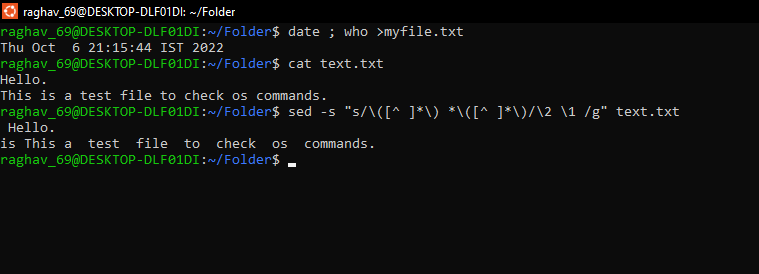 raghav_69@DESKTOP-DLF01DI: ~/Folder
raghav_69@DESKTOP-DLF01DI:~/Folder$ date ; who >myfile.txt
Thu Oct  6 21:15:44 IST 2022
raghav_69@DESKTOP-DLF01DI:~/Folder$ cat text.txt
Hello.
This is a test file to check os commands.
raghav_69@DESKTOP-DLF01DI:~/Folder$ sed -s "s/\([^ ]*\) *\([^ ]*\)/\2 \1 /g" text.txt
 Hello.
is This a  test  file  to  check  os  commands.
raghav_69@DESKTOP-DLF01DI:~/Folder$